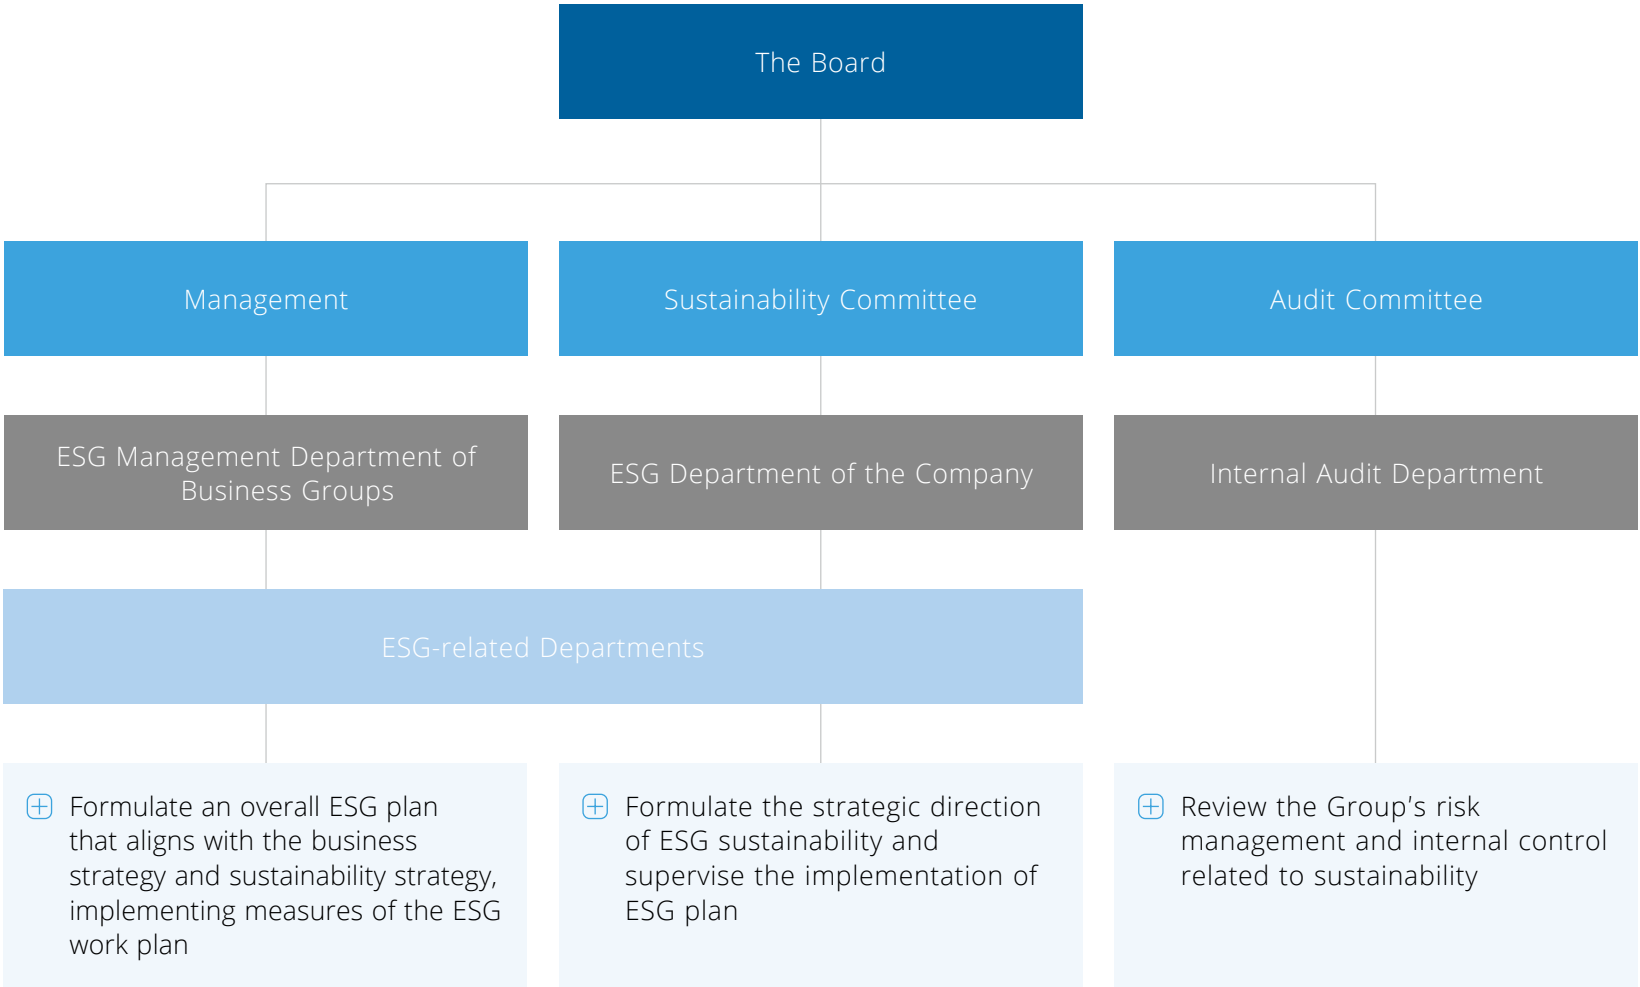 The Board
Management
Sustainability Committee
Audit Committee
ESG Management Department of
Business Groups
ESG Department of the Company
Internal Audit Department
ESG-related Departments
Formulate an overall ESG plan
that aligns with the business
strategy and sustainability strategy,
implementing measures of the ESG
work plan
Formulate the strategic direction
of ESG sustainability and
supervise the implementation of
ESG plan
Review the Group's risk
management and internal control
related to sustainability